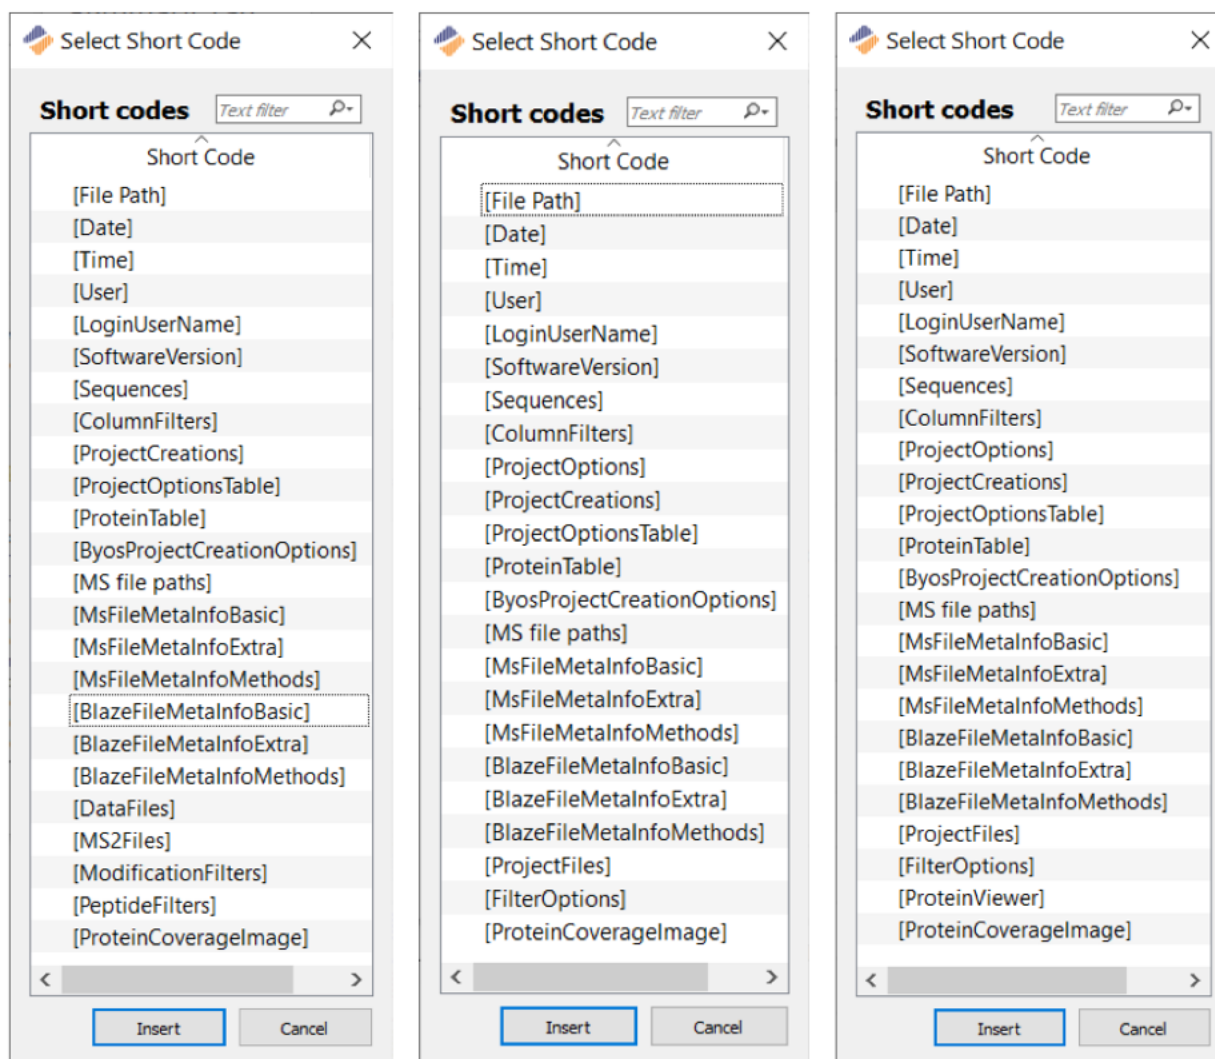 Select Short Code
Short codes
Text filter
Short Code
[File Path]
[Date]
[Time]
[User]
[LoginUserName]
[SoftwareVersion]
[Sequences]
[ColumnFilters]
[ProjectCreations]
[ProjectOptionsTable]
[ProteinTable]
[ByosProjectCreationOptions]
[MS file paths]
[MsFileMetaInfoBasic]
[MsFileMetaInfoExtra]
[MsFileMetaInfoMethods]
[BlazeFileMetaInfoBasic]
[BlazeFileMetaInfoExtra]
[BlazeFileMetaInfoMethods]
[DataFiles]
[MS2Files]
[ModificationFilters]
[PeptideFilters]
[ProteinCoverageImage]
Insert
Cancel
Select Short Code
Short codes
Text filter
Short Code
[File Path]
[Date]
[Time]
[User]
[LoginUserName]
[SoftwareVersion]
[Sequences]
[ColumnFilters]
[ProjectOptions]
[ProjectCreations]
[ProjectOptionsTable]
[ProteinTable]
[ByosProjectCreationOptions]
[MS file paths]
[MsFileMetaInfoBasic]
[MsFileMetaInfoExtra]
[MsFileMetaInfoMethods]
[BlazeFileMetaInfoBasic]
[BlazeFileMetaInfoExtra]
[BlazeFileMetaInfoMethods]
[ProjectFiles]
[FilterOptions]
[ProteinCoverageImage]
Insert
Cancel
Select Short Code
Short codes
Text filter
Short Code
[File Path]
[Date]
[Time]
[User]
[LoginUserName]
[SoftwareVersion]
[Sequences]
[ColumnFilters]
[ProjectOptions]
[ProjectCreations]
[ProjectOptionsTable]
[ProteinTable]
[ByosProjectCreationOptions]
[MS file paths]
[MsFileMetaInfoBasic]
[MsFileMetaInfoExtra]
[MsFileMetaInfoMethods]
[BlazeFileMetaInfoBasic]
[BlazeFileMetaInfoExtra]
[BlazeFileMetaInfoMethods]
[ProjectFiles]
[FilterOptions]
[ProteinViewer]
[ProteinCoverageImage]
Insert
Cancel